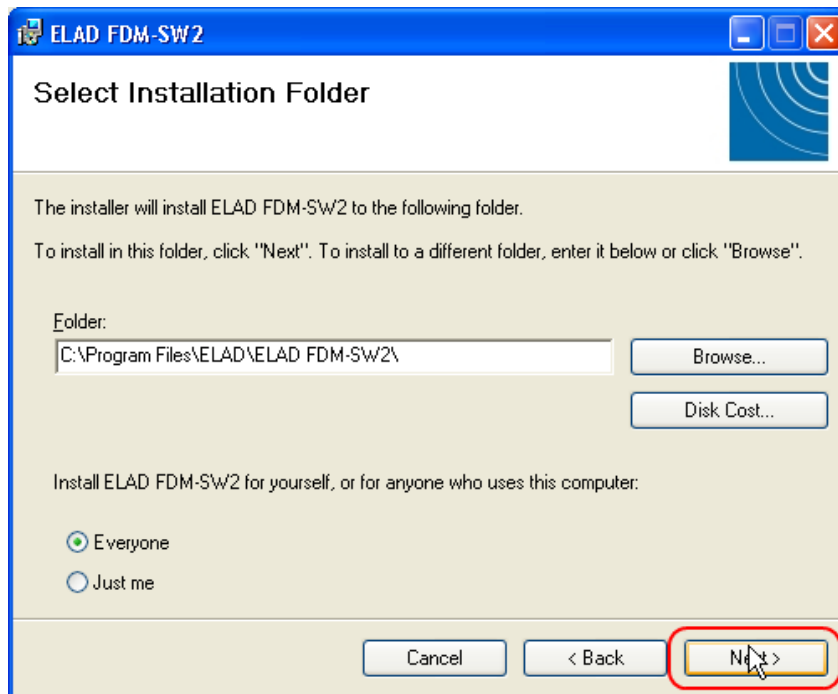 ELAD FDM-SW2
Select Installation Folder
The installer will install ELAD FDM-SW2 to the following folder.
To install in this folder, click "Next". To install to a different folder, enter it below or click "Browse".
Folder:
C:\Program Files\ELAD\ELAD FDM-SW2\
Browse...
Disk Cost...
Install ELAD FDM-SW2 for yourself, or for anyone who uses this computer:
Everyone
Just me
Cancel
< Back
Next >